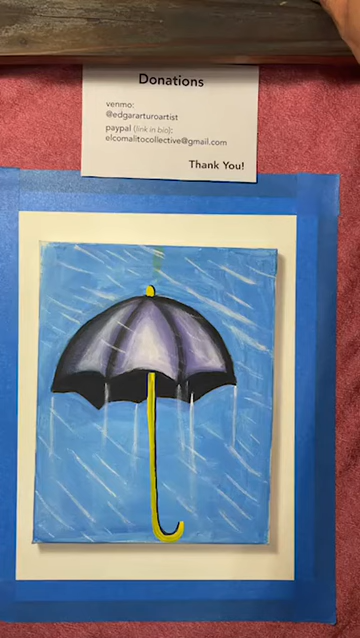 Donations
venmo:
@edgararturoartist
paypal (link in bio):
elcomalitocollective@gmail.com
Thank You!